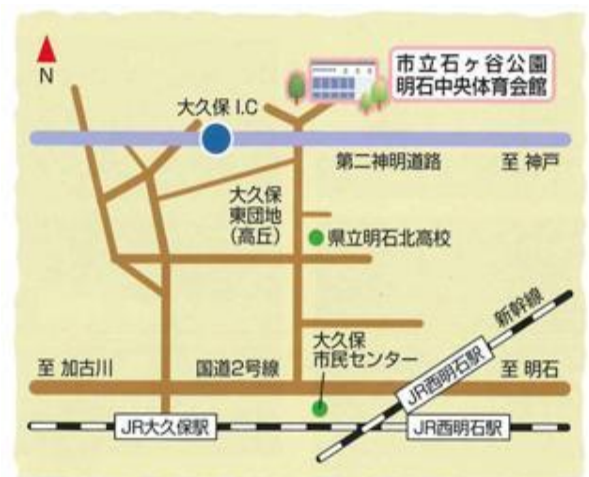 N
市立石ヶ谷公園
明石中央体育会館
大久保 I.C
第二神明道路
至 神戸
大久保
東団地
(高丘)
県立明石北高校
新幹線
大久保
市民センター
至 加古川
国道2号線
JR西明石駅
至 明石
JR大久保駅
JR西明石駅